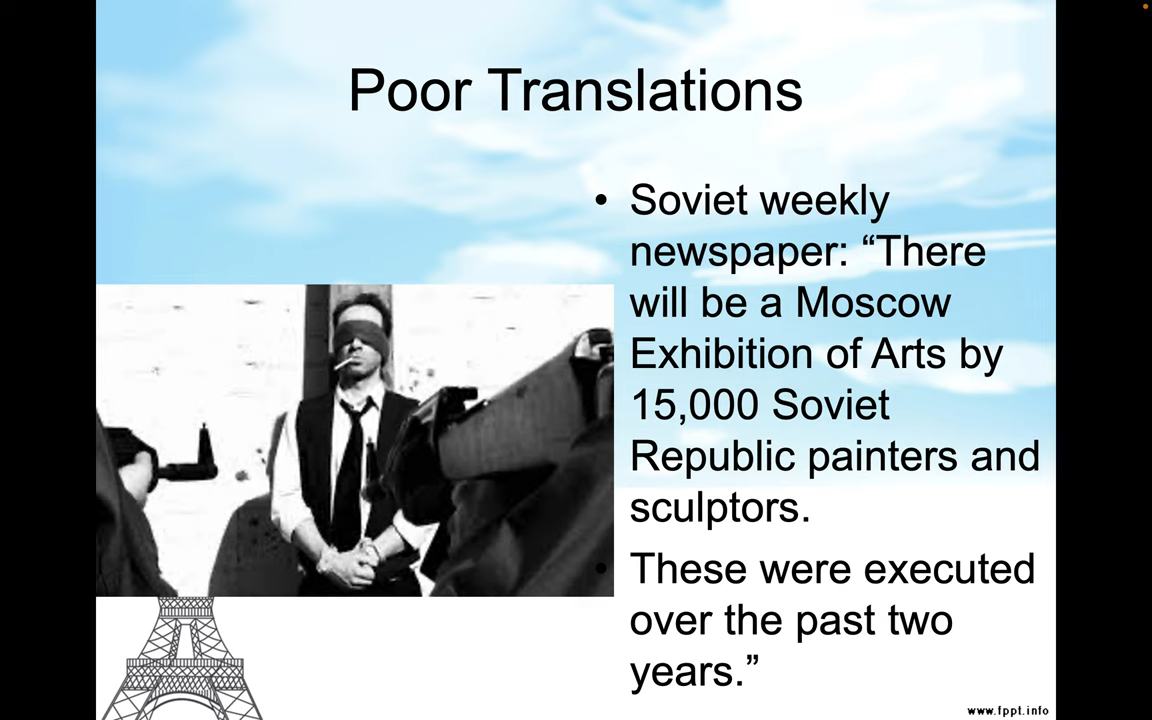 Poor Translations
• Soviet weekly
newspaper: “There
will be a Moscow
Exhibition of Arts by
15,000 Soviet
Republic painters and
sculptors.
• These were executed
over the past two
years.”
www.fppt.info